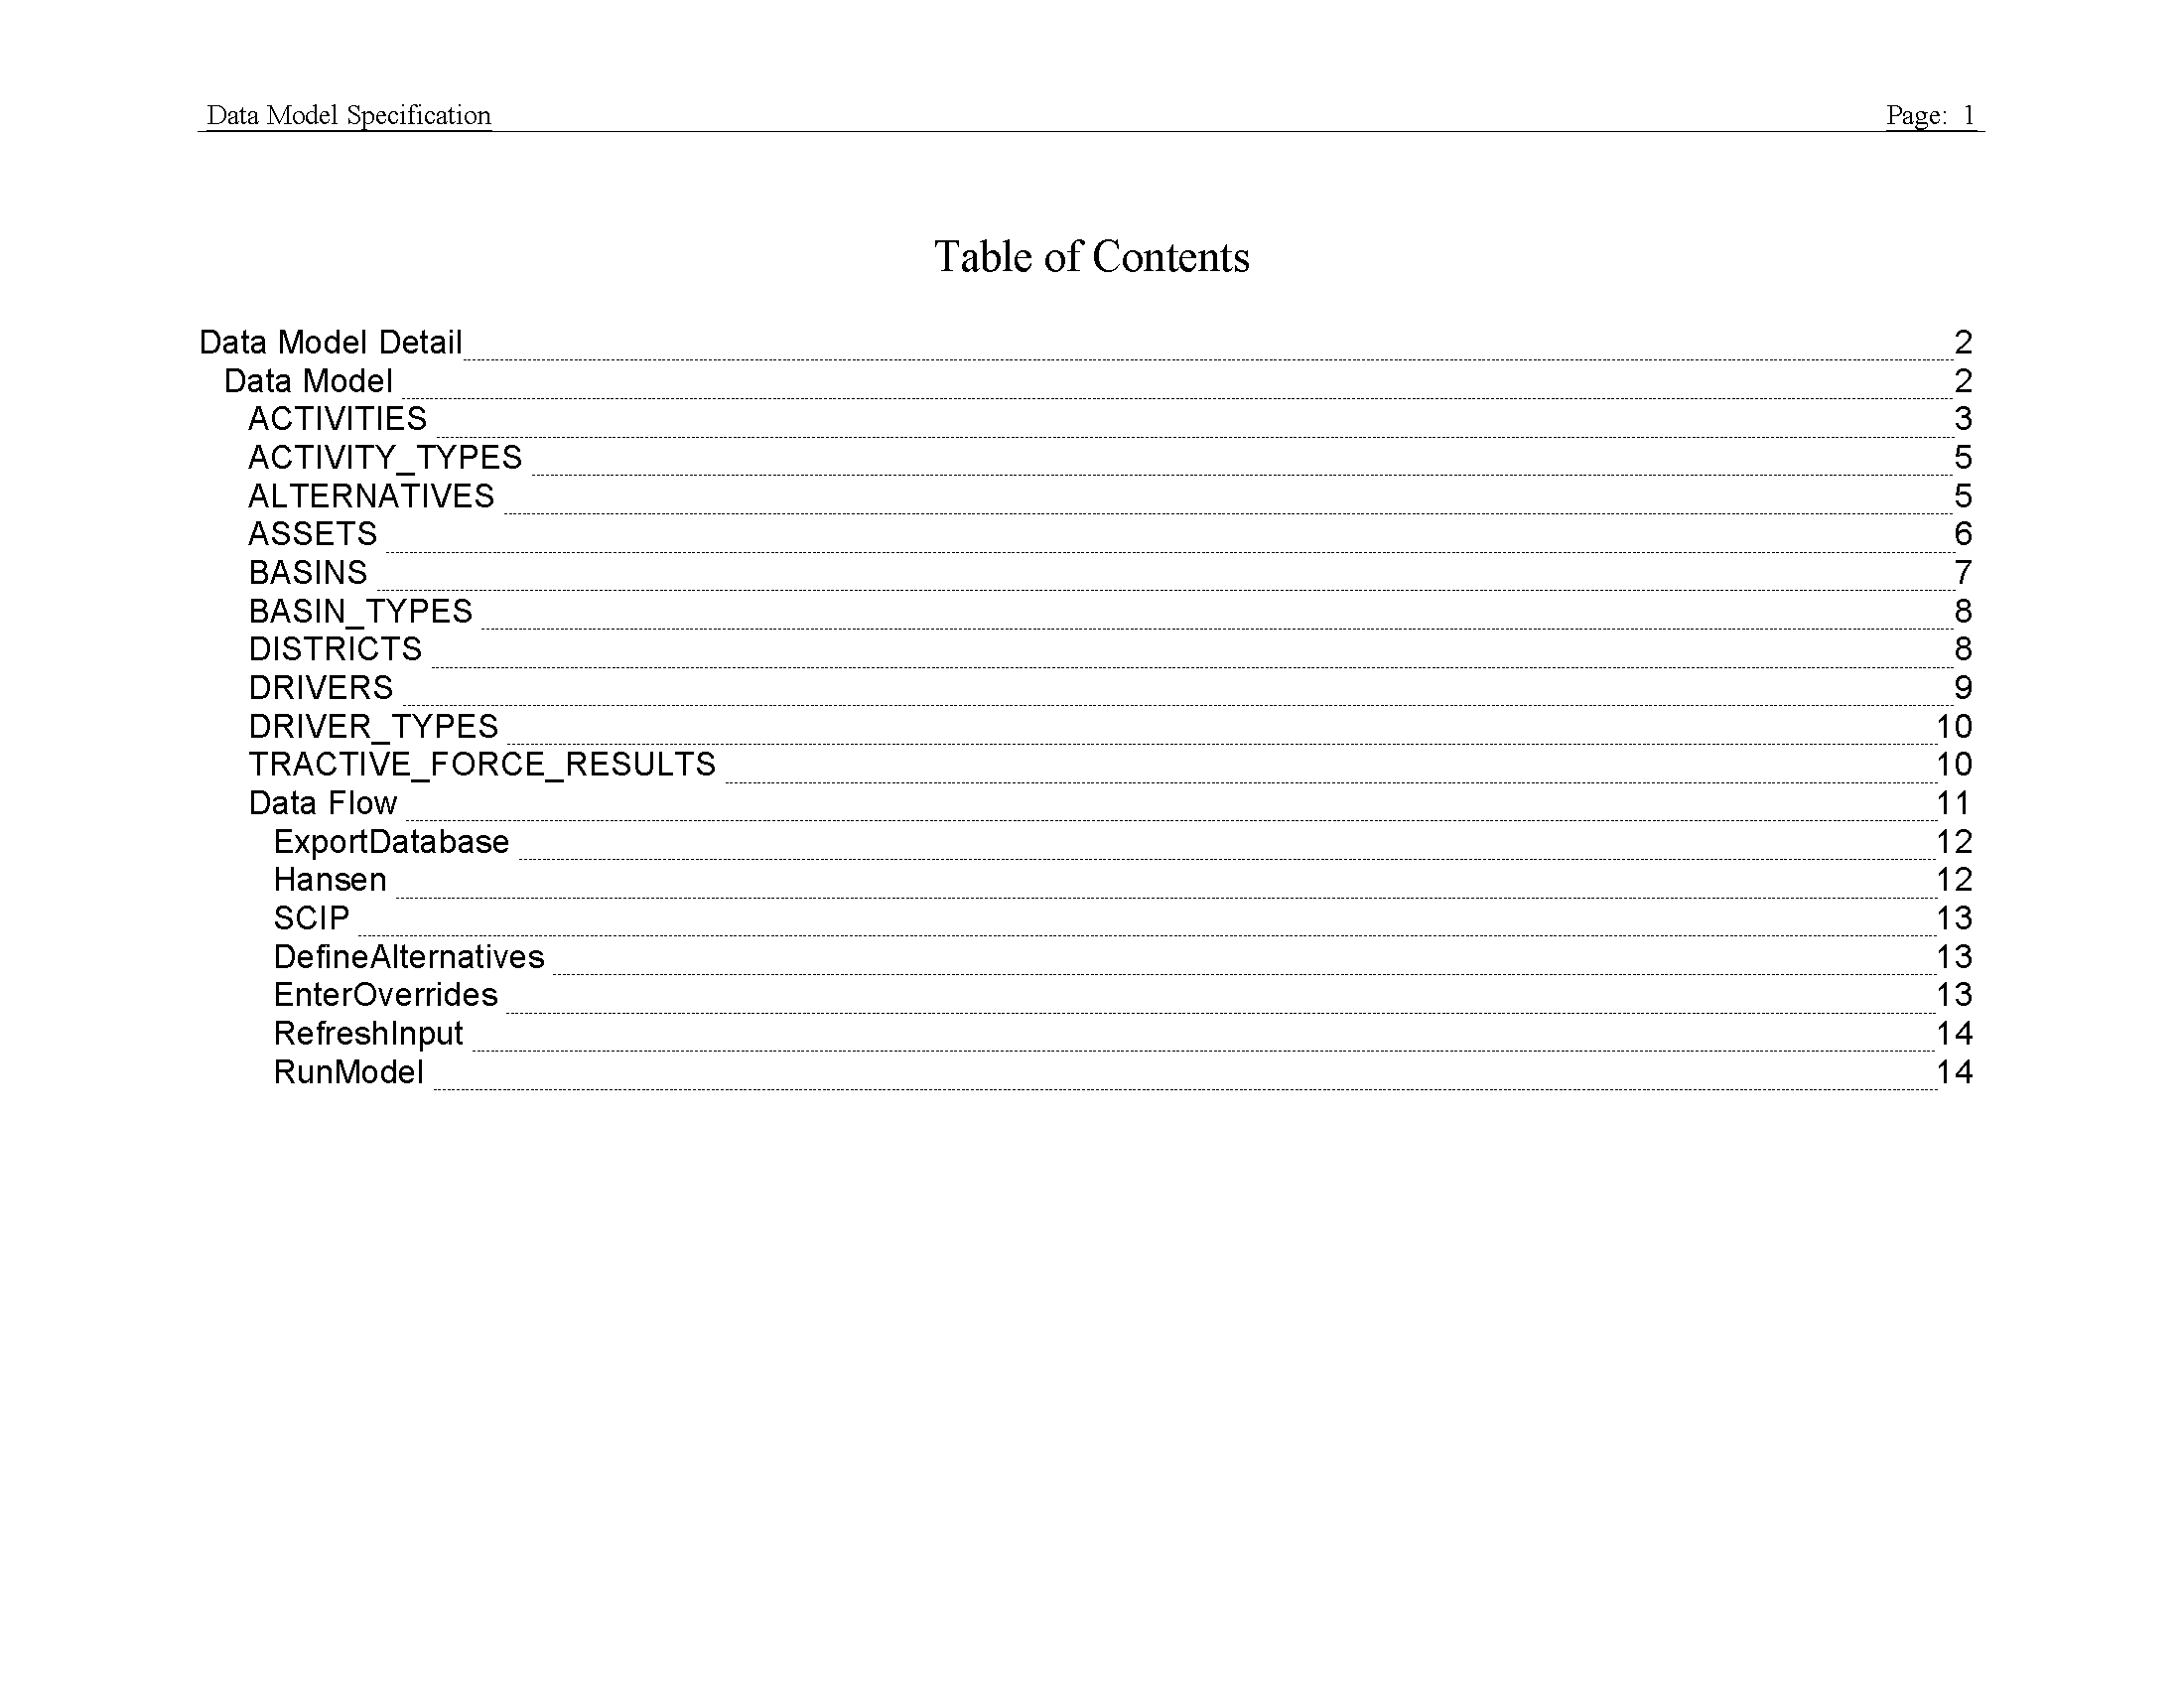 Data Model Specification Page: 1
Table of Contents
Data Model Detail 2
Data Model 2
ACTIVITIES 3
ACTIVITY_TYPES 5
ALTERNATIVES 5
ASSETS 6
BASINS 7
BASIN_TYPES 8
DISTRICTS 8
DRIVERS 9
DRIVER_TYPES 10
TRACTIVE_FORCE_RESULTS 10
Data Flow 11
ExportDatabase 12
Hansen 12
SCIP 13
DefineAlternatives 13
EnterOverrides 13
RefreshInput 14
RunModel 14